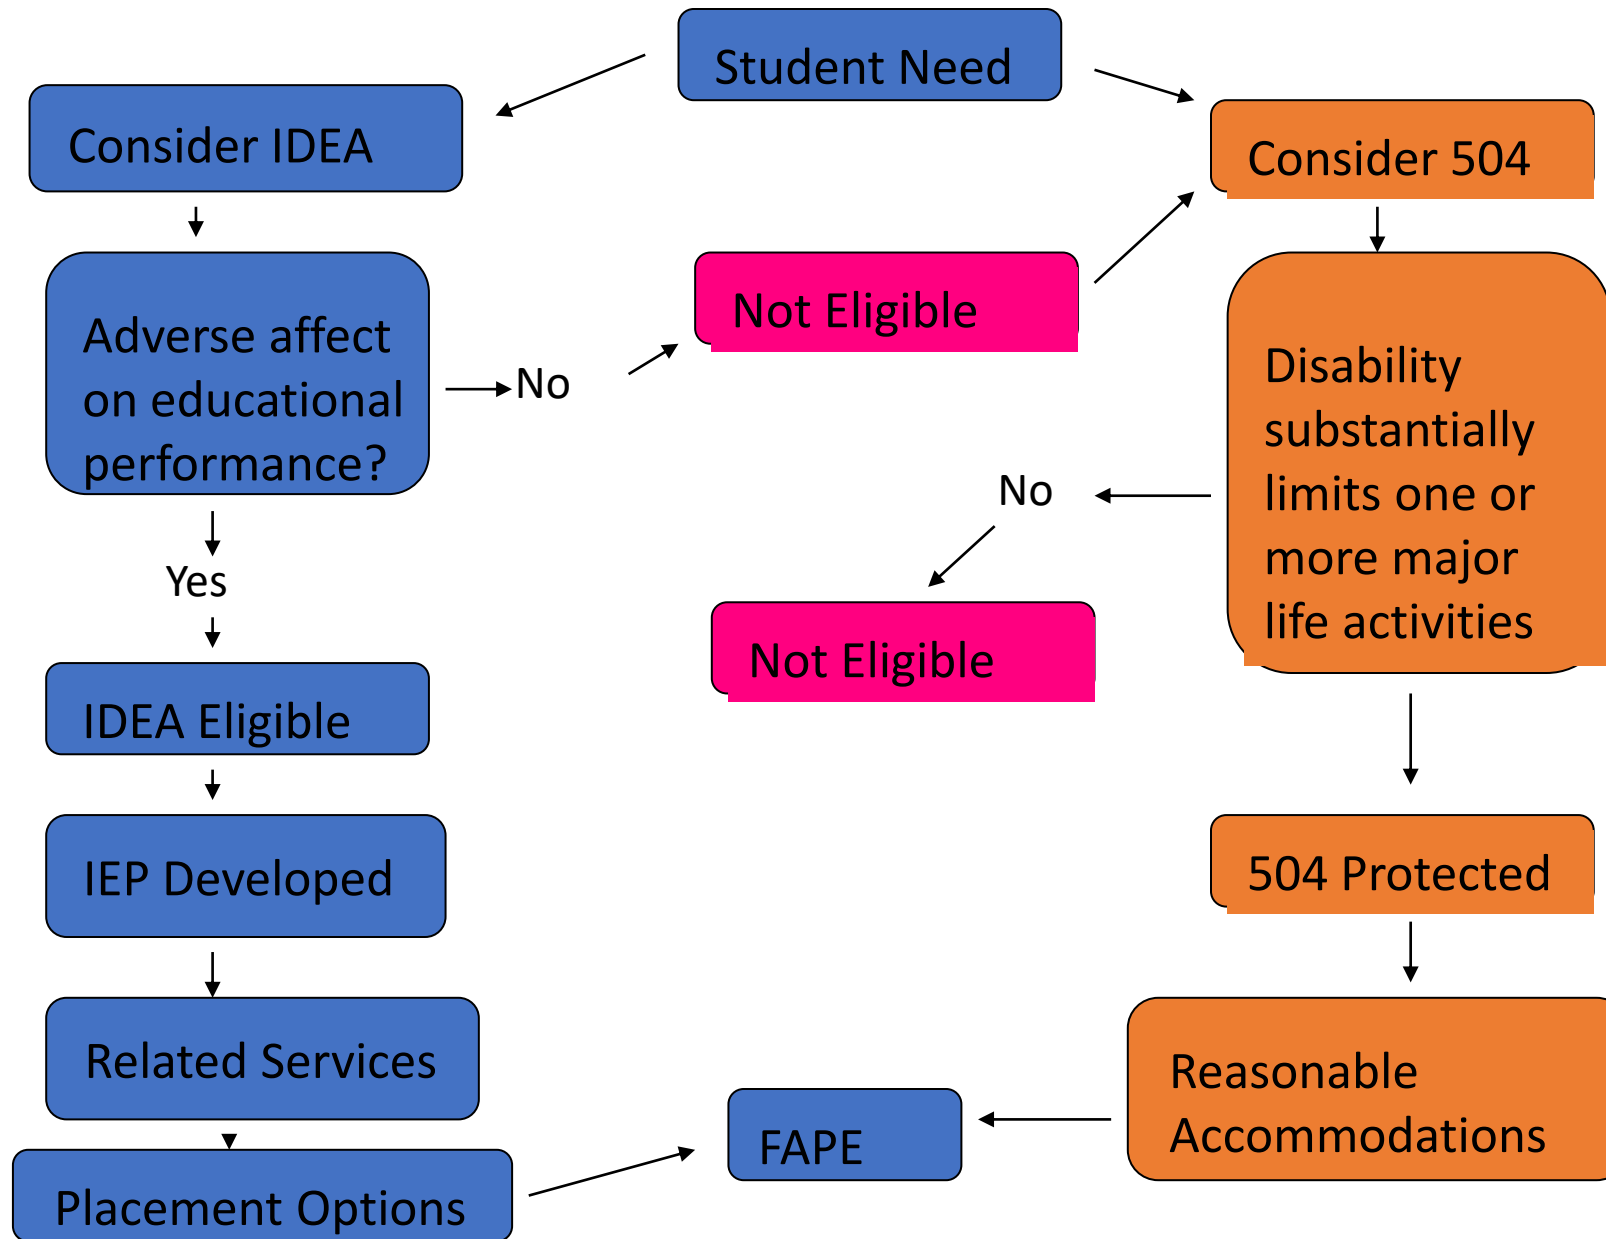 Student Need
Consider IDEA
Consider 504
Adverse affect
on educational
performance?
No
Not Eligible
Disability
substantially
limits one or
more major
life activities
No
Not Eligible
Yes
IDEA Eligible
IEP Developed
504 Protected
Related Services
Reasonable
Accommodations
FAPE
Placement Options